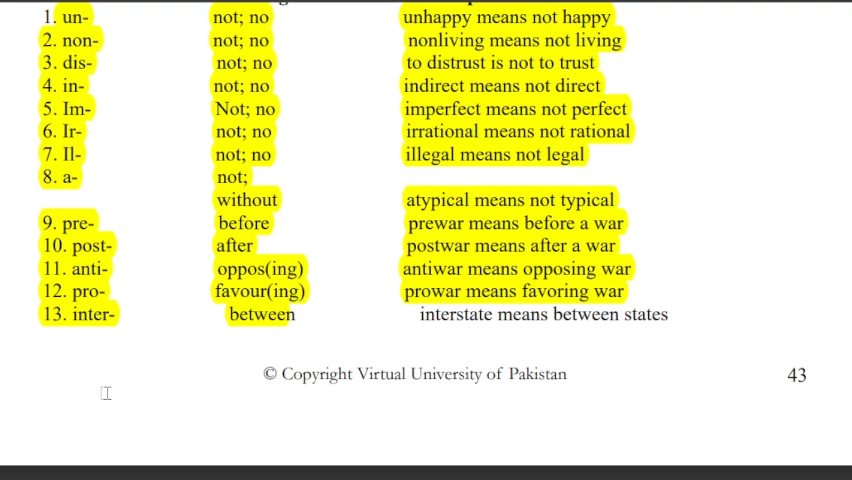 1. un- not; no unhappy means not happy
2. non- not; no nonliving means not living
3. dis- not; no to distrust is not to trust
4. in- not; no indirect means not direct
5. Im- Not; no imperfect means not perfect
6. Ir- not; no irrational means not rational
7. Il- not; no illegal means not legal
8. a- not;
without atypical means not typical
9. pre- before prewar means before a war
10. post- after postwar means after a war
11. anti- oppos(ing) antiwar means opposing war
12. pro- favour(ing) prowar means favoring war
13. inter- between interstate means between states
© Copyright Virtual University of Pakistan 43